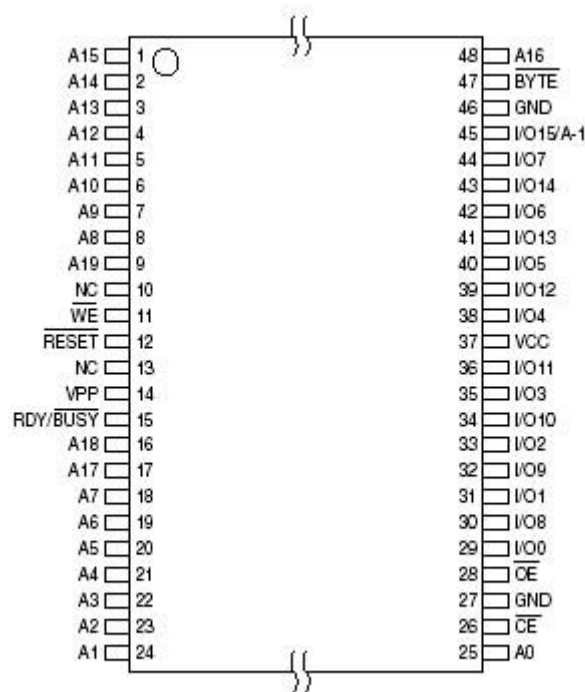 A15 1 48 A16
A14 2 47 BYTE
A13 3 46 GND
A12 4 45 I/O15/A-1
A11 5 44 I/O7
A10 6 43 I/O14
A9 7 42 I/O6
A8 8 41 I/O13
A19 9 40 I/O5
NC 10 39 I/O12
WE 11 38 I/O4
RESET 12 37 VCC
NC 13 36 I/O11
VPP 14 35 I/O3
RDY/BUSY 15 34 I/O10
A18 16 33 I/O2
A17 17 32 I/O9
A7 18 31 I/O1
A6 19 30 I/O8
A5 20 29 I/O0
A4 21 28 OE
A3 22 27 GND
A2 23 26 CE
A1 24 25 A0